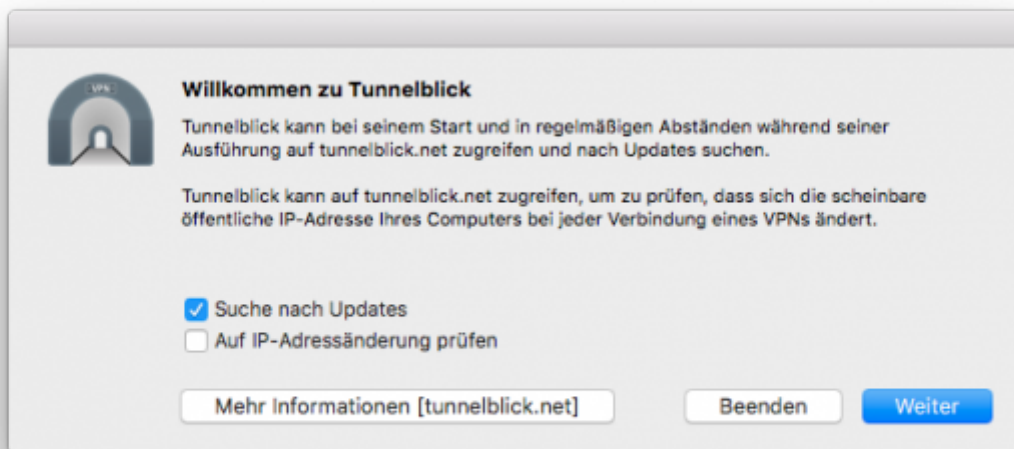 VPN
Willkommen zu Tunnelblick
Tunnelblick kann bei seinem Start und in regelmäßigen Abständen während seiner
Ausführung auf tunnelblick.net zugreifen und nach Updates suchen.
Tunnelblick kann auf tunnelblick.net zugreifen, um zu prüfen, dass sich die scheinbare
öffentliche IP-Adresse Ihres Computers bei jeder Verbindung eines VPNs ändert.
Suche nach Updates
Auf IP-Adressänderung prüfen
Mehr Informationen [tunnelblick.net]
Beenden
Weiter